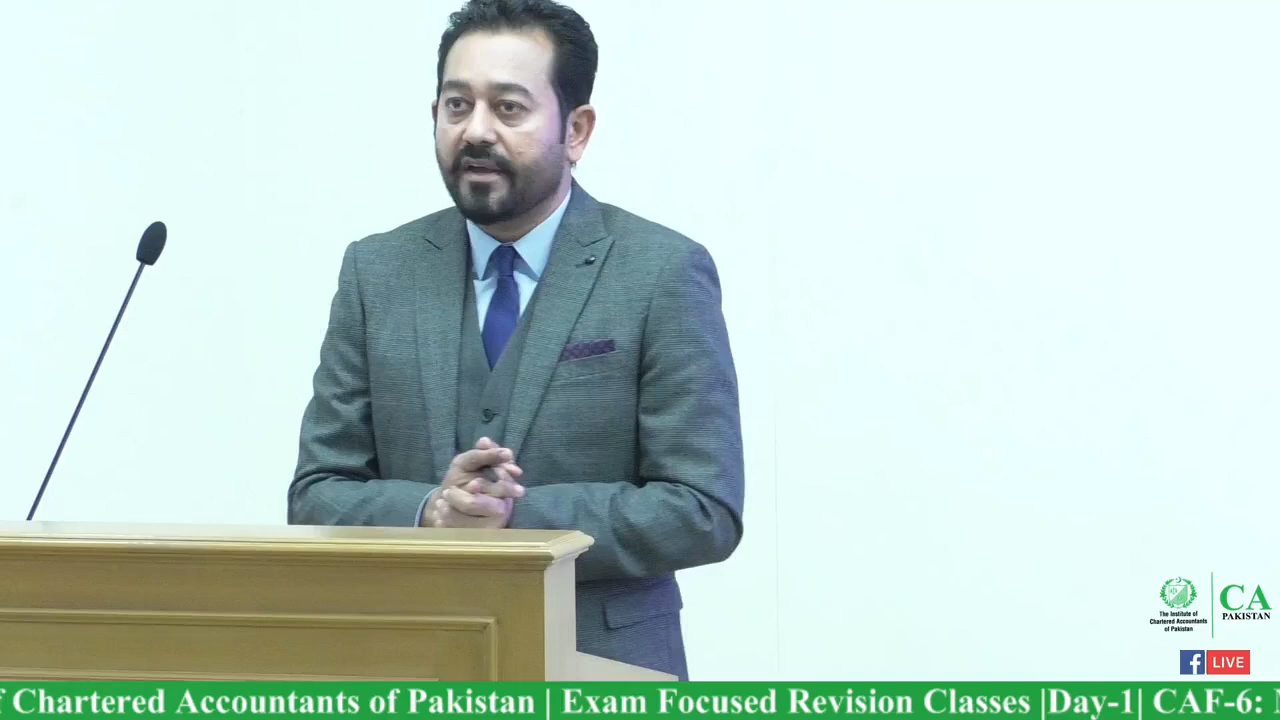 The Institute of
Chartered Accountants
of Pakistan
CA
PAKISTAN
f LIVE
Chartered Accountants of Pakistan | Exam Focused Revision Classes |Day-1| CAF-6: